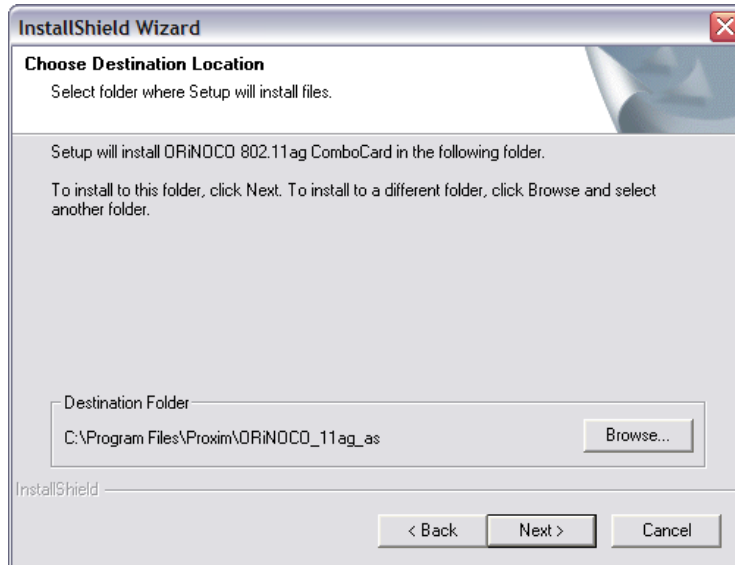 InstallShield Wizard
Choose Destination Location
Select folder where Setup will install files.
Setup will install ORiNOCO 802.11ag ComboCard in the following folder.
To install to this folder, click Next. To install to a different folder, click Browse and select
another folder.
Destination Folder
C:\Program Files\Proxim\ORiNOCO_11ag_as
Browse...
InstallShield
< Back
Next >
Cancel